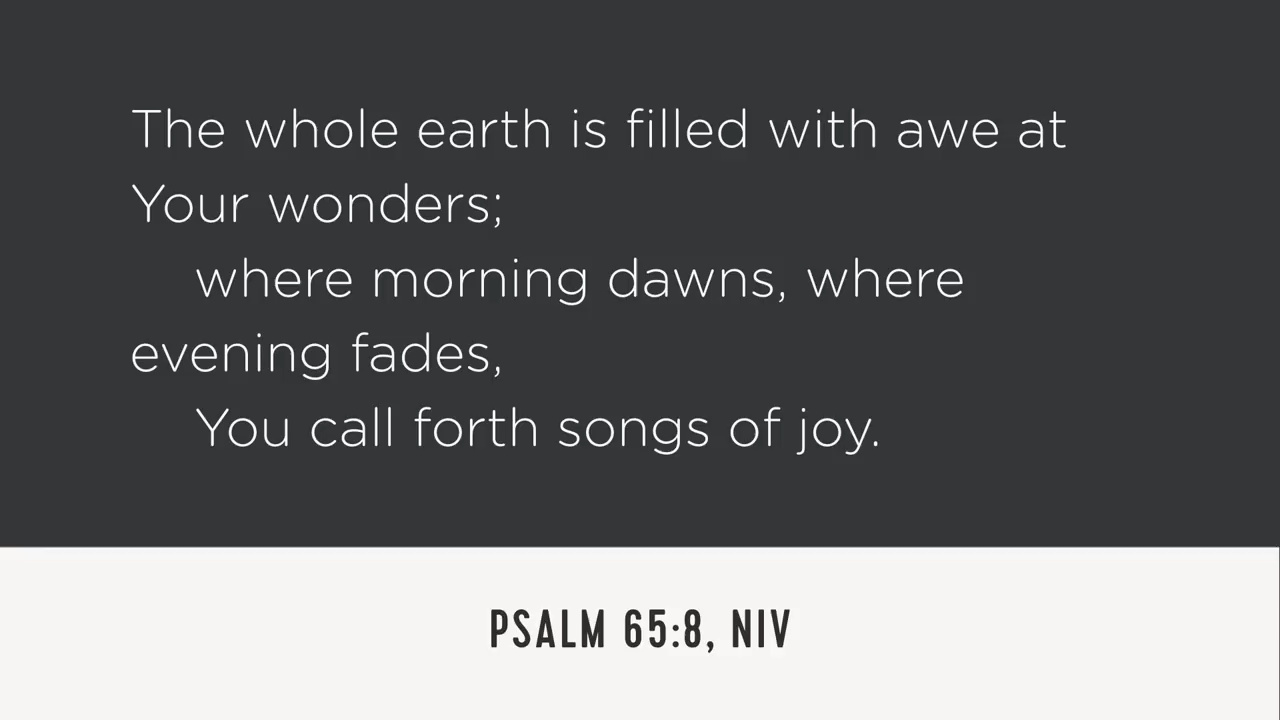 The whole earth is filled with awe at
Your wonders;
where morning dawns, where
evening fades,
You call forth songs of joy.
PSALM 65:8, NIV